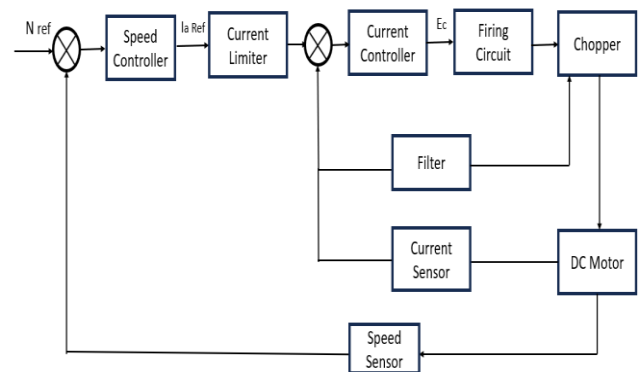 N ref
Speed
Controller
Ia Ref
Current
Limiter
Current
Controller
Ec
Firing
Circuit
Chopper
Filter
Current
Sensor
DC Motor
Speed
Sensor